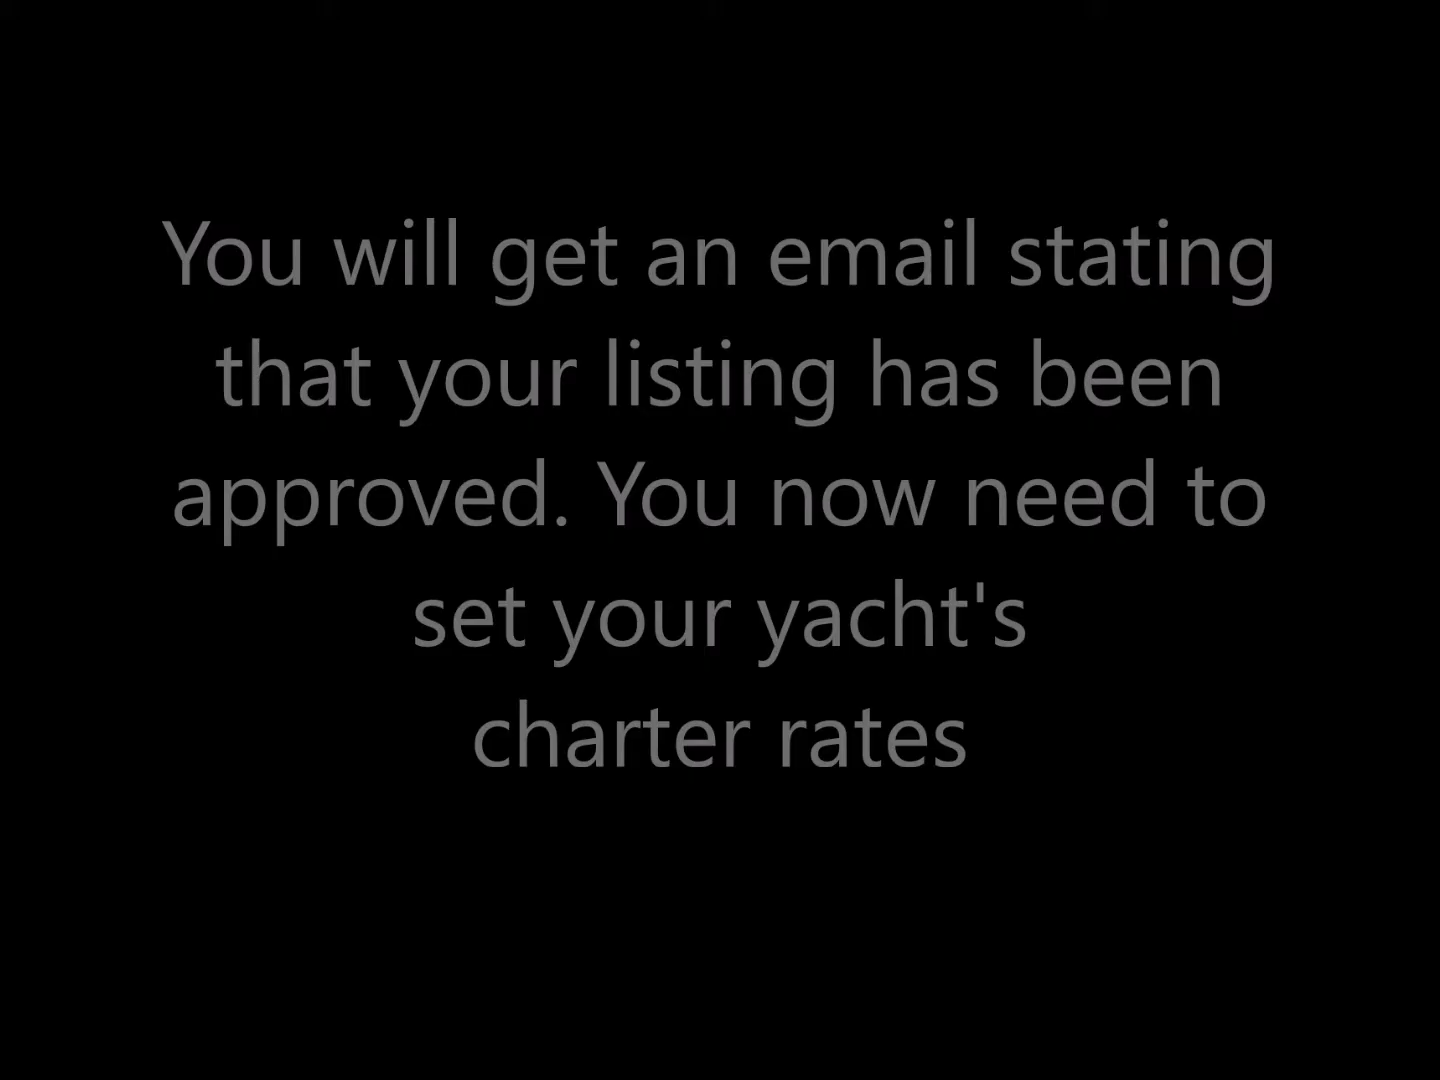 You will get an email stating
that your listing has been
approved. You now need to
set your yacht's
charter rates